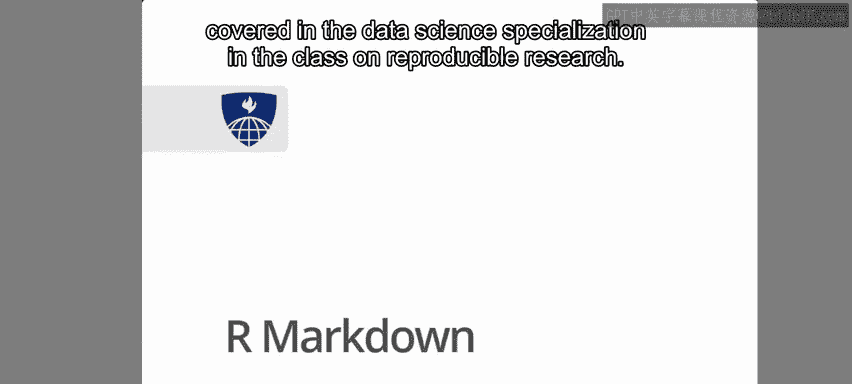 covered in the data science specialization
in the class on reproducible research.
R Markdown